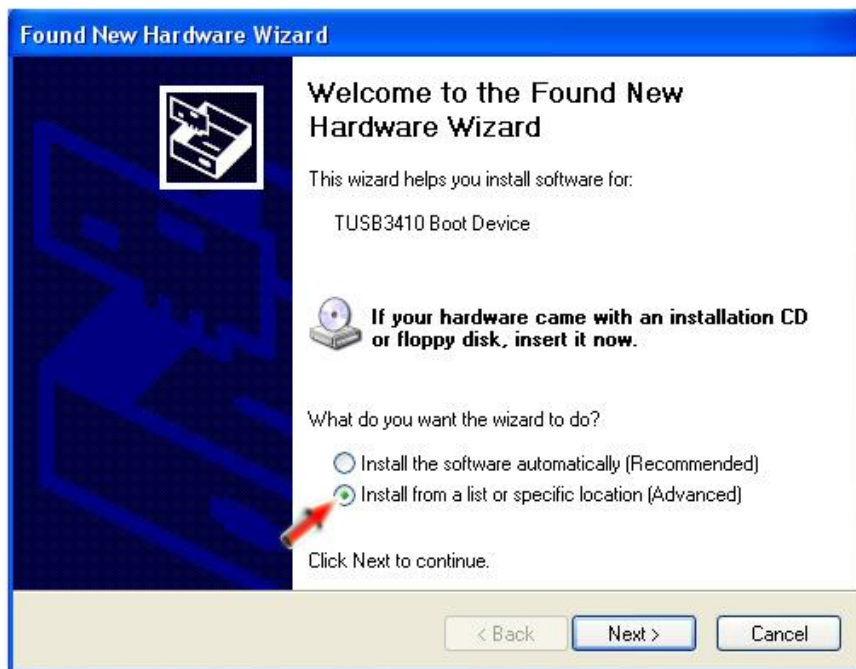 Found New Hardware Wizard
Welcome to the Found New
Hardware Wizard
This wizard helps you install software for:
TUSB3410 Boot Device
If your hardware came with an installation CD
or floppy disk, insert it now.
What do you want the wizard to do?
Install the software automatically (Recommended)
Install from a list or specific location (Advanced)
Click Next to continue.
< Back Next > Cancel